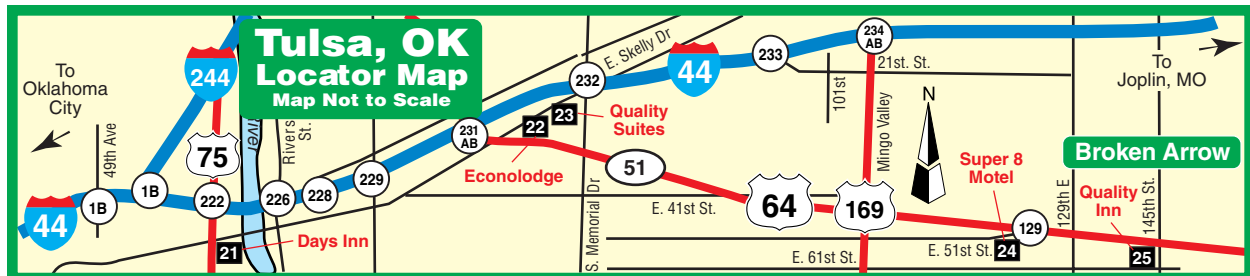 Tulsa, OK
Locator Map
Map Not to Scale
To
Oklahoma
City
49th Ave
44
1B
1B
244
75
222
21
Days Inn
River
Rivers
St.
226
228
229
231
AB
22
Econolodge
23
Quality
Suites
232
E. Skelly Dr
S. Memorial Dr
44
51
233
101st
234
AB
21st. St.
Mingo Valley
N
E. 41st St.
64
169
E. 51st St.
E. 61st St.
Super 8
Motel
24
129
129th E
145th St.
Quality
Inn
25
Broken Arrow
To
Joplin, MO